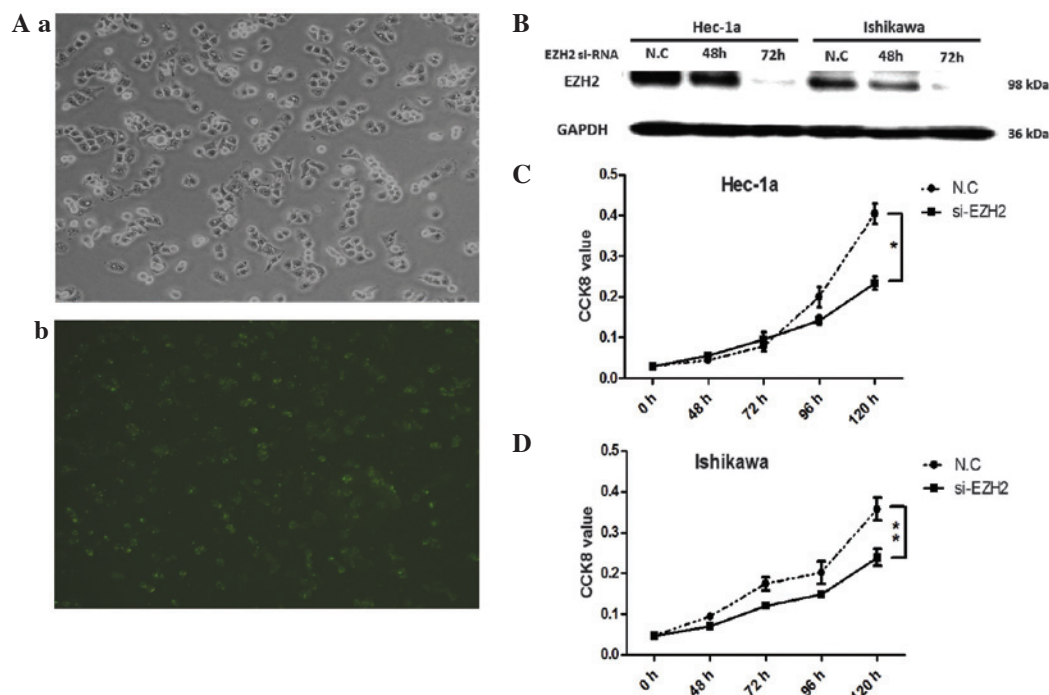 A a
b
B
Hec-1a Ishikawa
EZH2 si-RNA N.C 48h 72h N.C 48h 72h
EZH2 98 kDa
GAPDH 36 kDa
C
Hec-1a
N.C
si-EZH2
CCK8 value
0.5
0.4
0.3
0.2
0.1
0.0
*
0 h 48 h 72 h 96 h 120 h
D
Ishikawa
N.C
si-EZH2
CCK8 value
0.5
0.4
0.3
0.2
0.1
0.0
**
0 h 48 h 72 h 96 h 120 h